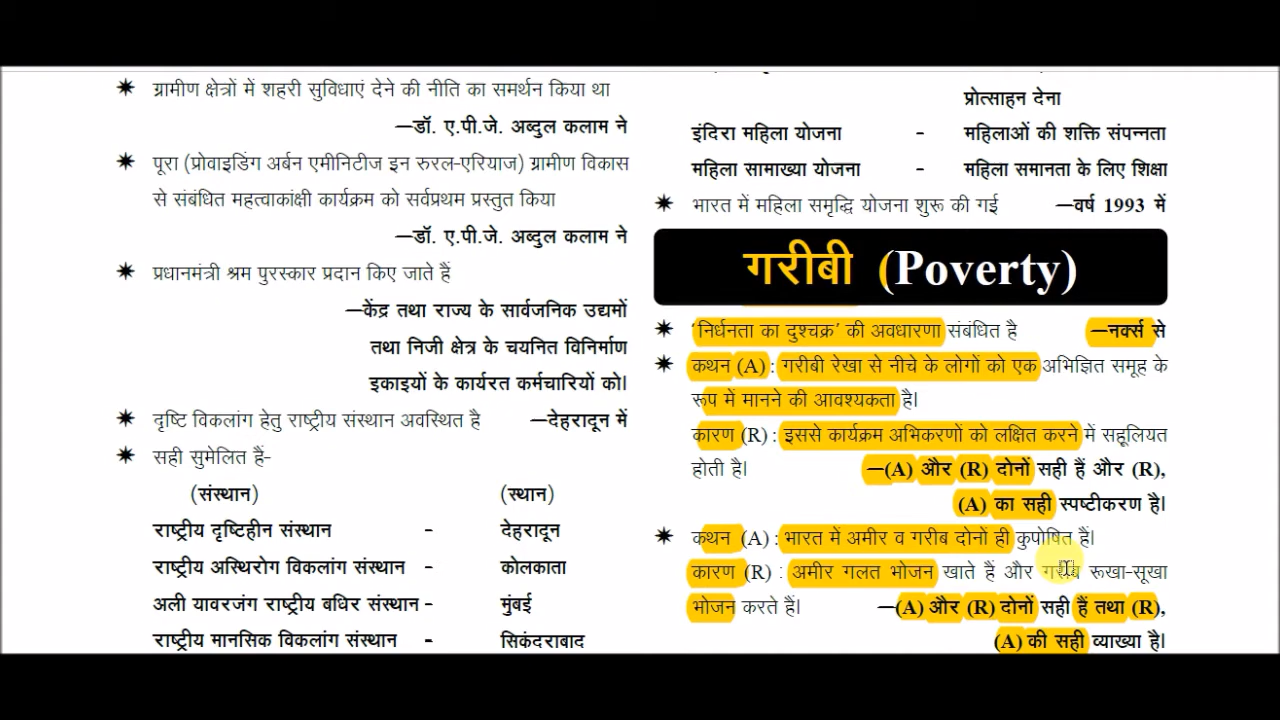 ग्रामीण क्षेत्रों में शहरी सुविधाएं देने की नीति का समर्थन किया था
—डॉ. ए.पी.जे. अब्दुल कलाम ने
पूरा (प्रोवाइडिंग अर्बन एमीनिटीज इन रुरल-एरियाज) ग्रामीण विकास
से संबंधित महत्वाकांक्षी कार्यक्रम को सर्वप्रथम प्रस्तुत किया
—डॉ. ए.पी.जे. अब्दुल कलाम ने
प्रधानमंत्री श्रम पुरस्कार प्रदान किए जाते हैं
—केंद्र तथा राज्य के सार्वजनिक उद्यमों
तथा निजी क्षेत्र के चयनित विनिर्माण
इकाइयों के कार्यरत कर्मचारियों को।
दृष्टि विकलांग हेतु राष्ट्रीय संस्थान अवस्थित है —देहरादून में
सही सुमेलित हैं-
(संस्थान) (स्थान)
राष्ट्रीय दृष्टिहीन संस्थान - देहरादून
राष्ट्रीय अस्थिरोग विकलांग संस्थान - कोलकाता
अली यावरजंग राष्ट्रीय बधिर संस्थान - मुंबई
राष्ट्रीय मानसिक विकलांग संस्थान - सिकंदराबाद
प्रोत्साहन देना
इंदिरा महिला योजना - महिलाओं की शक्ति संपन्नता
महिला सामाख्या योजना - महिला समानता के लिए शिक्षा
भारत में महिला समृद्धि योजना शुरू की गई —वर्ष 1993 में
गरीबी (Poverty)
'निर्धनता का दुश्चक्र' की अवधारणा संबंधित है —नर्क्स से
कथन (A) : गरीबी रेखा से नीचे के लोगों को एक अभिज्ञित समूह के
रूप में मानने की आवश्यकता है।
कारण (R) : इससे कार्यक्रम अभिकरणों को लक्षित करने में सहूलियत
होती है। —(A) और (R) दोनों सही हैं और (R),
(A) का सही स्पष्टीकरण है।
कथन (A) : भारत में अमीर व गरीब दोनों ही कुपोषित हैं।
कारण (R) : अमीर गलत भोजन खाते हैं और गरीब रूखा-सूखा
भोजन करते हैं। —(A) और (R) दोनों सही हैं तथा (R),
(A) की सही व्याख्या है।